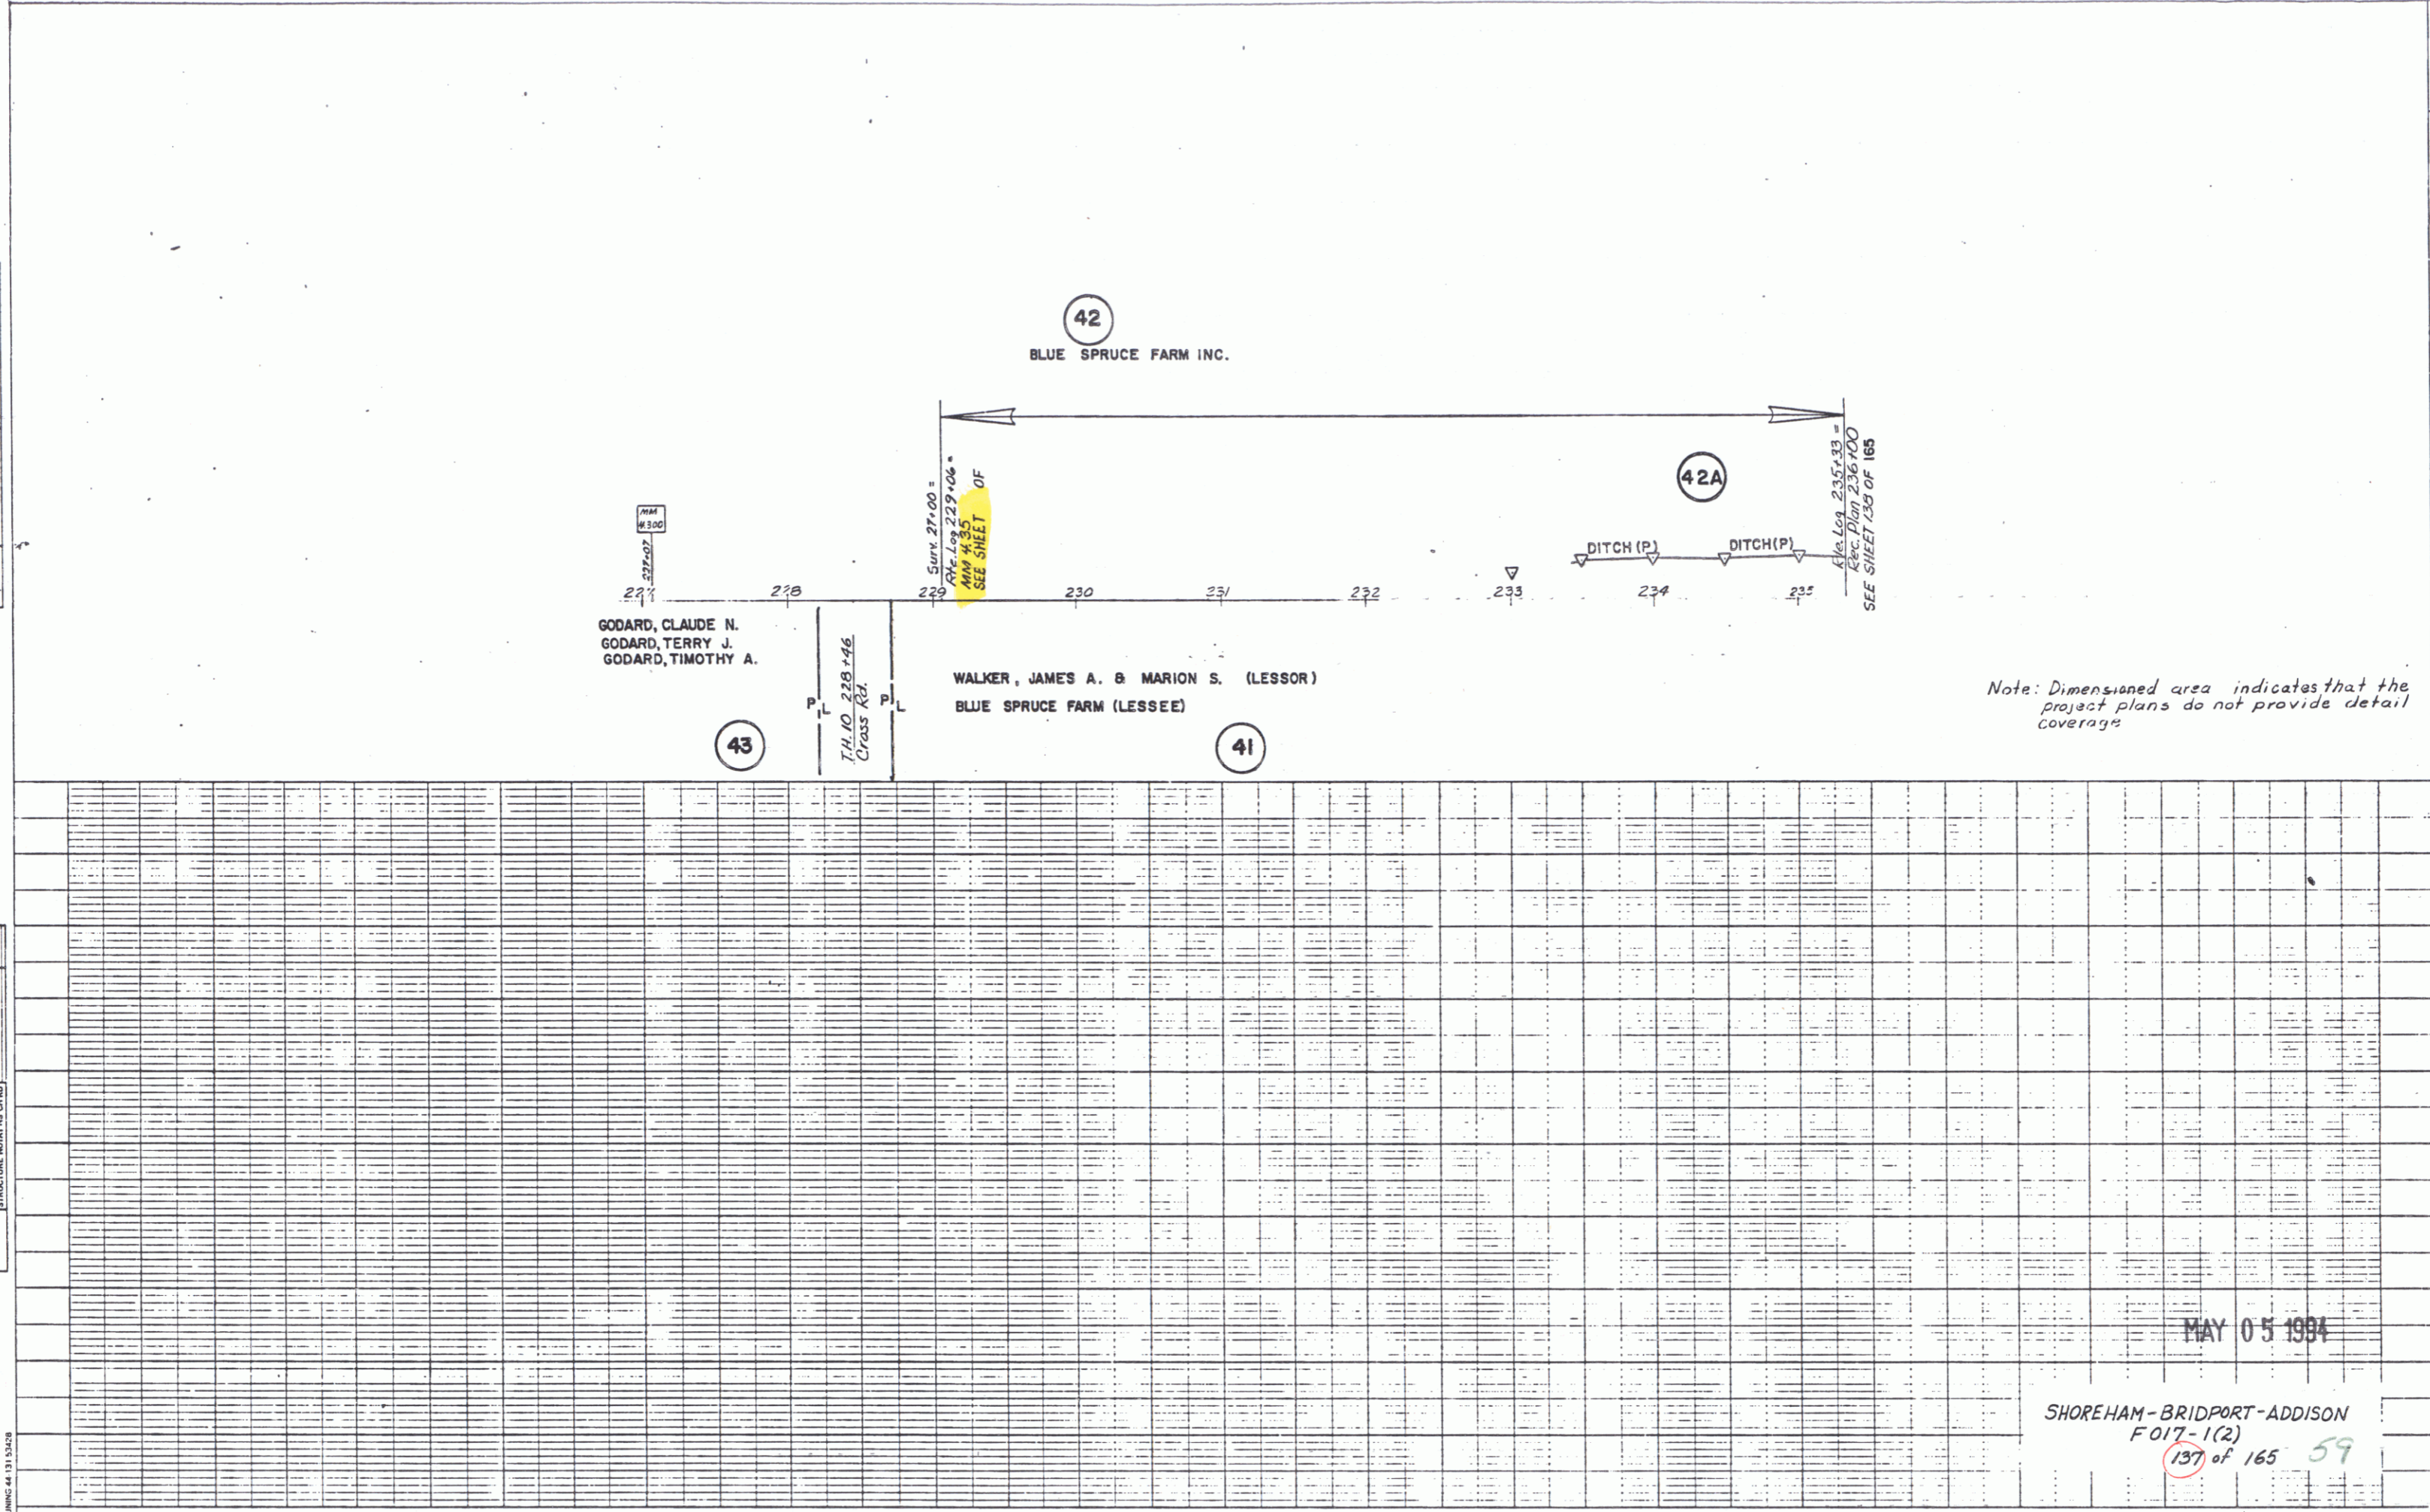 42
BLUE SPRUCE FARM INC.
42A
MM
4.300
227+07
Surv. 27+00 =
Rte. Log 229+06 =
MM 4.35
SEE SHEET OF
Rte. Log 235+33 =
Rec. Plan 236+00
SEE SHEET 138 OF 165
DITCH (P)
DITCH (P)
227
228
229
230
231
232
233
234
235
GODARD, CLAUDE N.
GODARD, TERRY J.
GODARD, TIMOTHY A.
T.H. 10 228+46
Cross Rd.
P L
P L
WALKER, JAMES A. & MARION S. (LESSOR)
BLUE SPRUCE FARM (LESSEE)
43
41
Note: Dimensioned area indicates that the
project plans do not provide detail
coverage
MAY 05 1994
SHOREHAM-BRIDPORT-ADDISON
F 017-1(2)
137 of 165 59